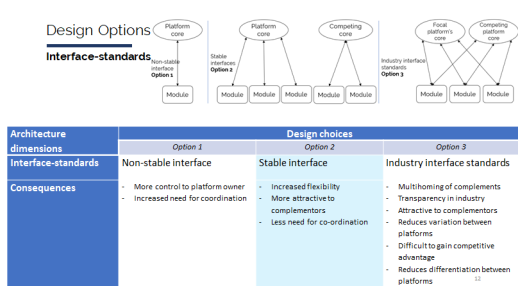 Design Options
Interface-standards
Platform
core
Non-stable
interface
Option 1
Module
Platform
core
Competing
core
Stable
interfaces
Option 2
Module Module Module Module Module
Focal
platform's
core
Competing
platform
core
Industry interface
standards
Option 3
Module Module Module
Architecture
dimensions
Design choices
Option 1 Option 2 Option 3
Interface-standards Non-stable interface Stable interface Industry interface standards
Consequences
- More control to platform owner
- Increased need for coordination
- Increased flexibility
- More attractive to
complementors
- Less need for co-ordination
- Multihoming of complements
- Transparency in industry
- Attractive to complementors
- Reduces variation between
platforms
- Difficult to gain competitive
advantage
- Reduces differentiation between
platforms
12